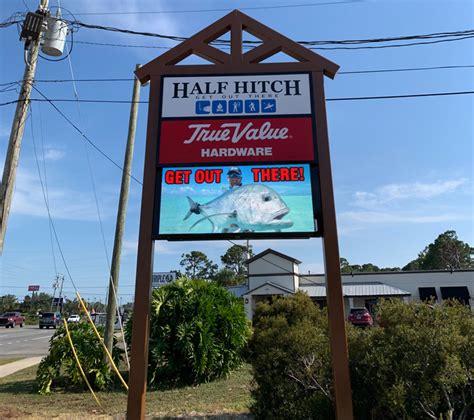 HALF HITCH
GET OUT THERE
True Value®
HARDWARE
GET OUT THERE!